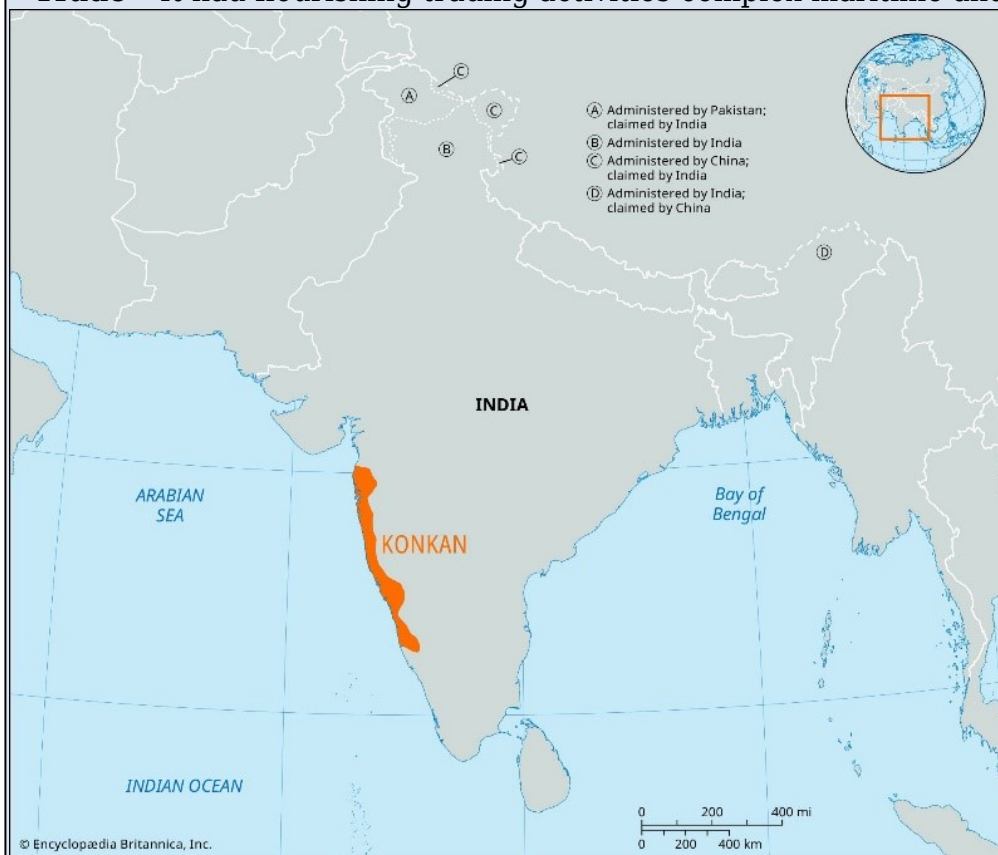 Trade – It had flourishing trading activities complex maritime and
Ⓒ
Ⓐ
Ⓒ
Ⓑ
Ⓒ
Ⓐ Administered by Pakistan;
claimed by India
Ⓑ Administered by India
Ⓒ Administered by China;
claimed by India
Ⓓ Administered by India;
claimed by China
Ⓓ
INDIA
ARABIAN
SEA
Bay of
Bengal
KONKAN
INDIAN OCEAN
0 200 400 mi
0 200 400 km
© Encyclopædia Britannica, Inc.